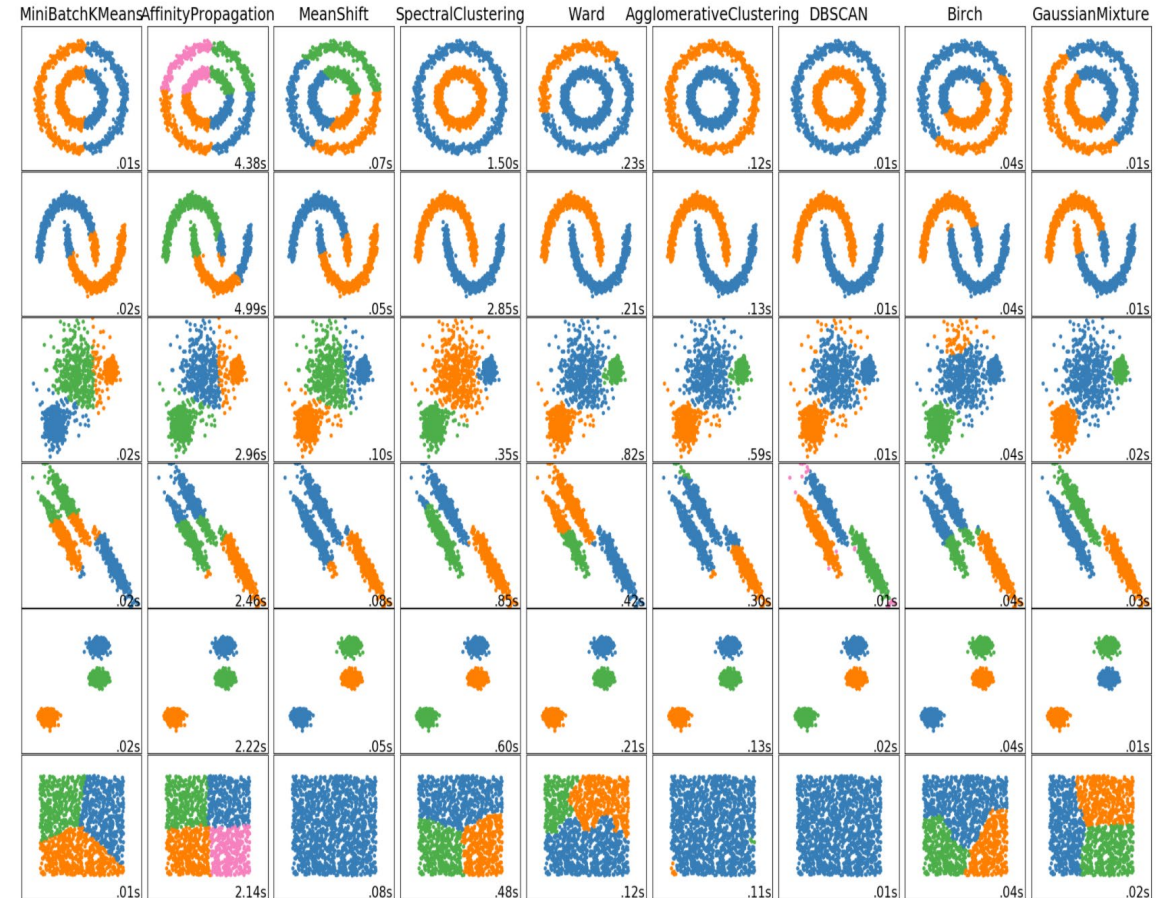 MiniBatchKMeans AffinityPropagation MeanShift SpectralClustering Ward AgglomerativeClustering DBSCAN Birch GaussianMixture
.01s 4.38s .07s 1.50s .23s .12s .01s .04s .01s
.02s 4.99s .05s 2.85s .21s .13s .01s .04s .01s
.02s 2.96s .10s .35s .82s .59s .01s .04s .02s
.02s 2.46s .08s .85s .42s .30s .01s .04s .03s
.02s 2.22s .05s .60s .21s .13s .02s .04s .01s
.01s 2.14s .08s .48s .12s .11s .01s .04s .02s